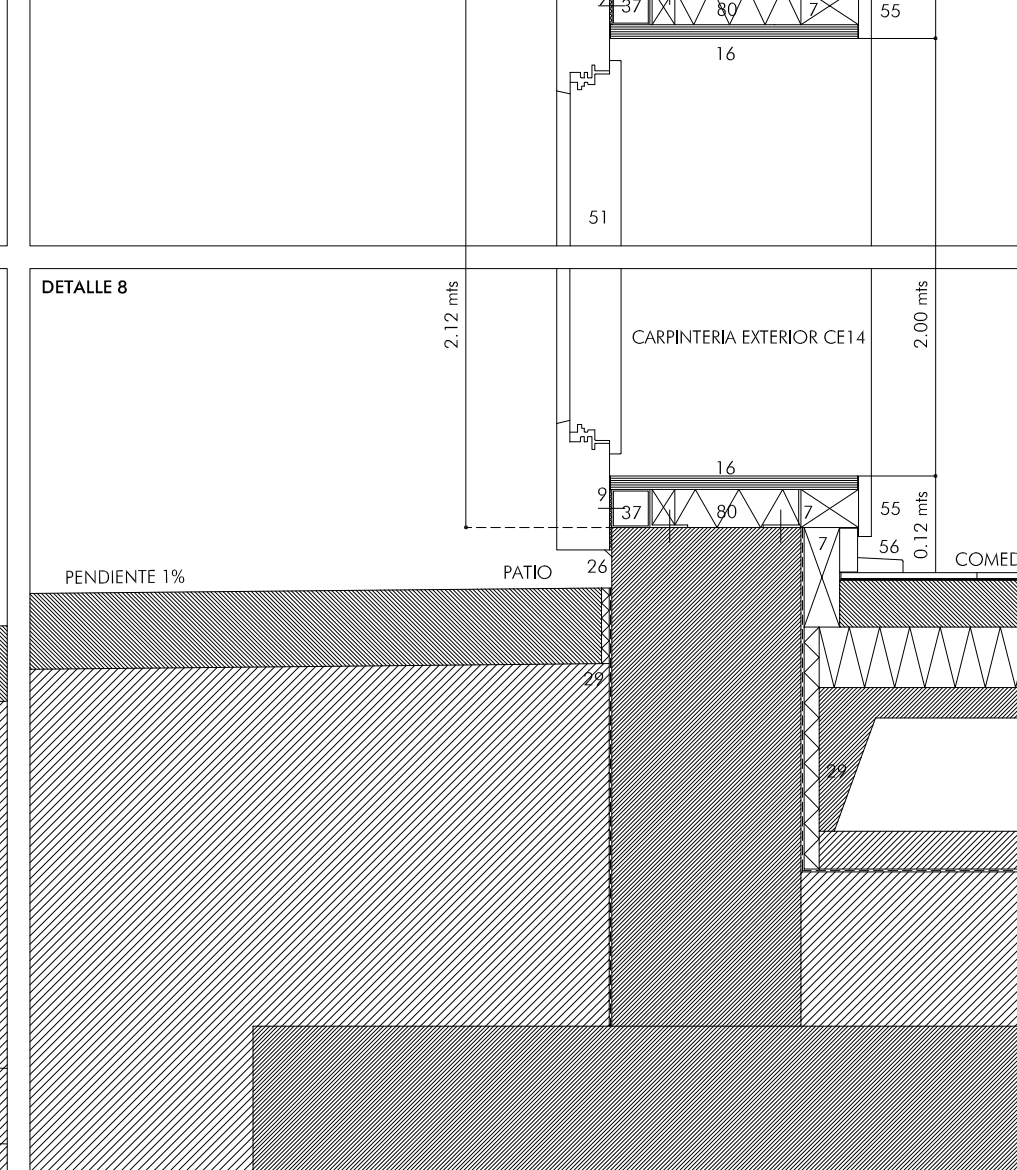 37
80
7
55
16
51
DETALLE 8
2.12 mts
2.00 mts
CARPINTERIA EXTERIOR CE14
16
9
37
80
7
55
0.12 mts
7
56
26
PATIO
PENDIENTE 1%
COMED
29
29